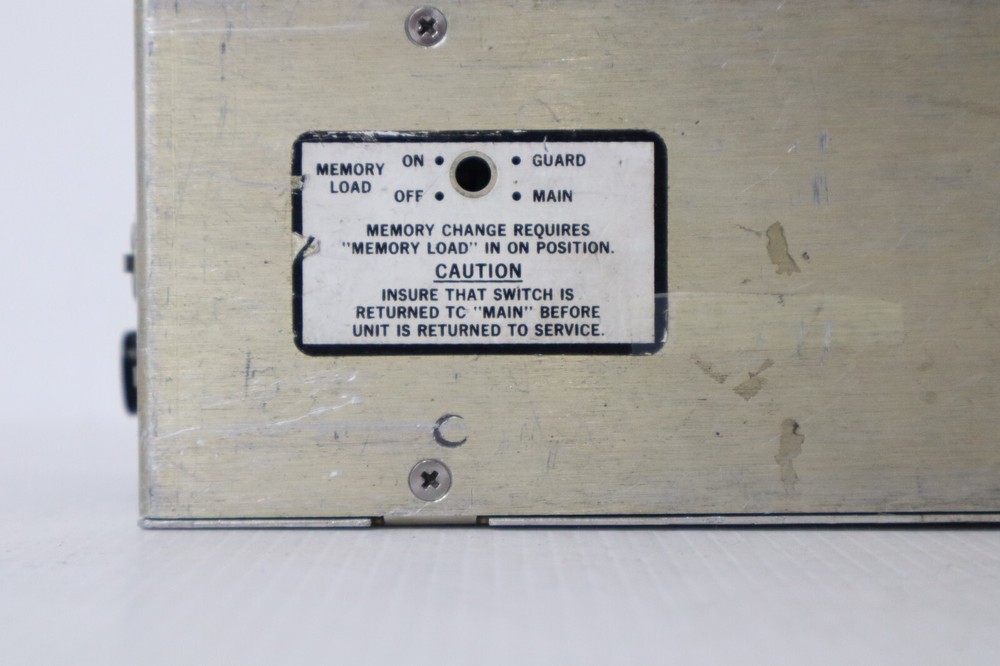 MEMORY LOAD
ON • • GUARD
OFF • • MAIN
MEMORY CHANGE REQUIRES
"MEMORY LOAD" IN ON POSITION.
CAUTION
INSURE THAT SWITCH IS
RETURNED TC "MAIN" BEFORE
UNIT IS RETURNED TO SERVICE.